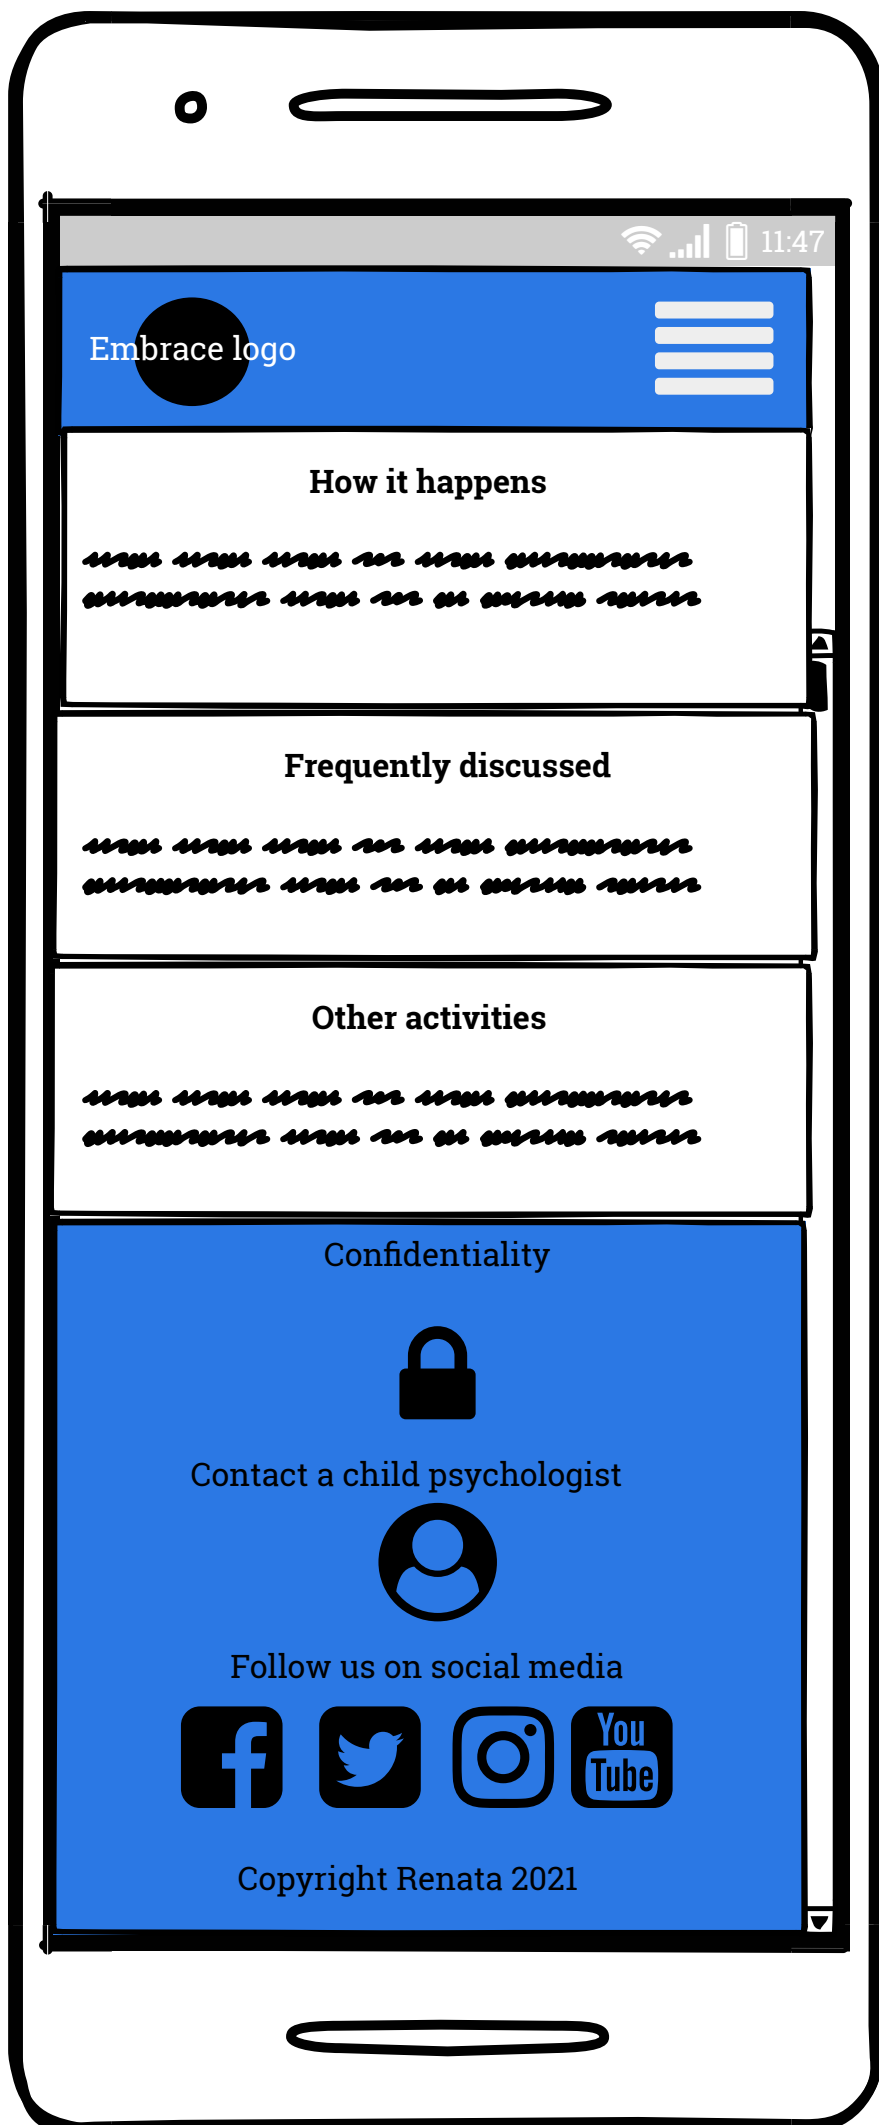 11:47
Embrace logo
How it happens
Frequently discussed
Other activities
Confidentiality
Contact a child psychologist
Follow us on social media
You
Tube
Copyright Renata 2021